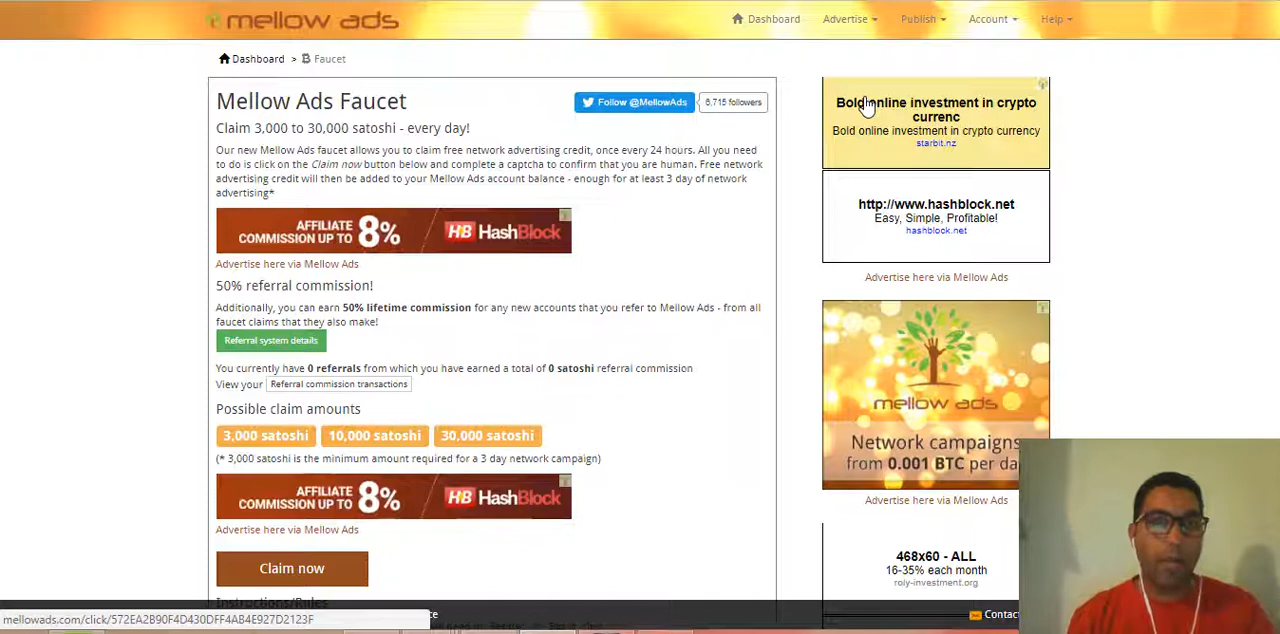 mellow ads
Dashboard
Advertise
Publish
Account
Help
Dashboard > Faucet
Mellow Ads Faucet
Follow @MellowAds
6,715 followers
Claim 3,000 to 30,000 satoshi - every day!
Our new Mellow Ads faucet allows you to claim free network advertising credit, once every 24 hours. All you need
to do is click on the Claim now button below and complete a captcha to confirm that you are human. Free network
advertising credit will then be added to your Mellow Ads account balance - enough for at least 3 day of network
advertising*
AFFILIATE
COMMISSION UP TO 8%
HB HashBlock
Advertise here via Mellow Ads
50% referral commission!
Additionally, you can earn 50% lifetime commission for any new accounts that you refer to Mellow Ads - from all
faucet claims that they also make!
Referral system details
You currently have 0 referrals from which you have earned a total of 0 satoshi referral commission
View your Referral commission transactions
Possible claim amounts
3,000 satoshi
10,000 satoshi
30,000 satoshi
(* 3,000 satoshi is the minimum amount required for a 3 day network campaign)
AFFILIATE
COMMISSION UP TO 8%
HB HashBlock
Advertise here via Mellow Ads
Claim now
Instructions/Rules
mellowads.com/click/572EA2B90F4D430DFF4AB4E927D2123F
Bold online investment in crypto
currenc
Bold online investment in crypto currency
starbit.nz
http://www.hashblock.net
Easy, Simple, Profitable!
hashblock.net
Advertise here via Mellow Ads
mellow ads
Network campaigns
from 0.001 BTC per da
Advertise here via Mellow Ads
468x60 - ALL
16-35% each month
roly-investment.org
Contac